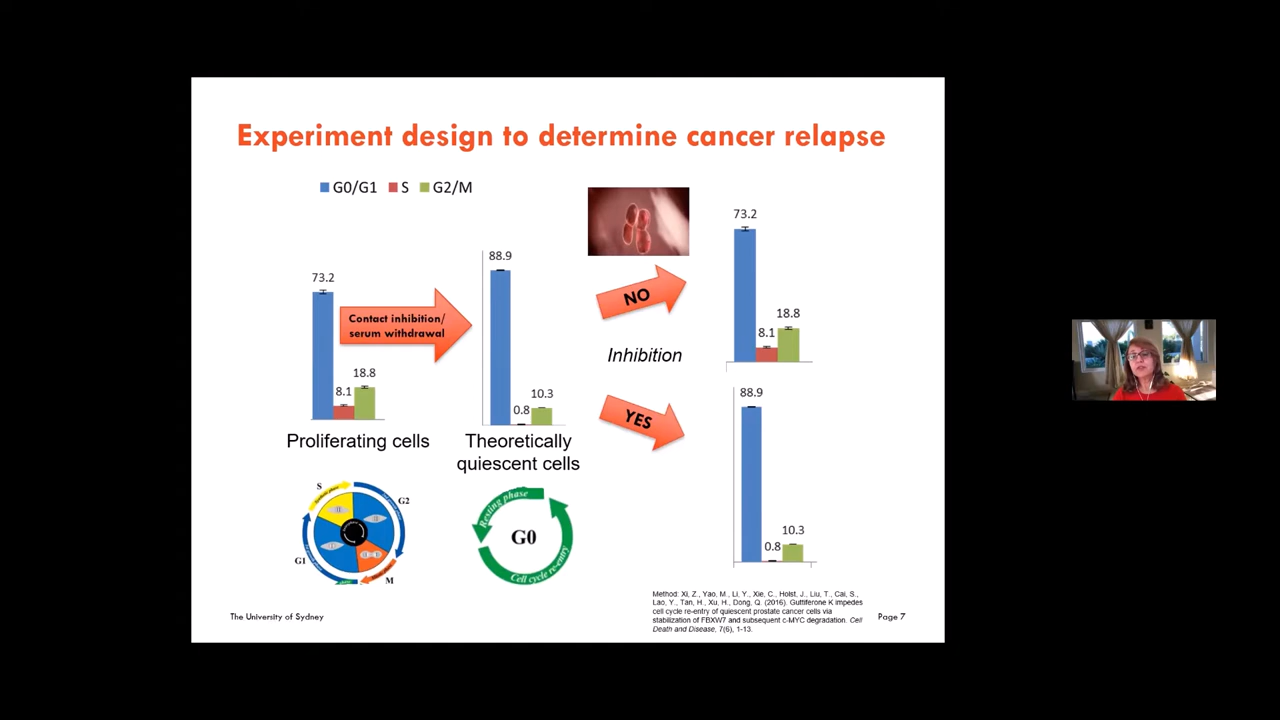 Experiment design to determine cancer relapse
G0/G1 S G2/M
73.2
8.1
18.8
Contact inhibition/
serum withdrawal
88.9
0.8
10.3
NO
Inhibition
YES
73.2
8.1
18.8
88.9
0.8
10.3
Proliferating cells
Theoretically
quiescent cells
S
G2
G1
M
Resting phase
G0
Cell cycle re-entry
Method: Xi, Z., Yao, M., Li, Y., Xie, C., Holst, J., Liu, T., Cai, S.,
Lao, Y., Tan, H., Xu, H., Dong, Q. (2016). Guttiferone K impedes
cell cycle re-entry of quiescent prostate cancer cells via
stabilization of FBXW7 and subsequent c-MYC degradation. Cell
Death and Disease, 7(6), 1-13.
The University of Sydney
Page 7